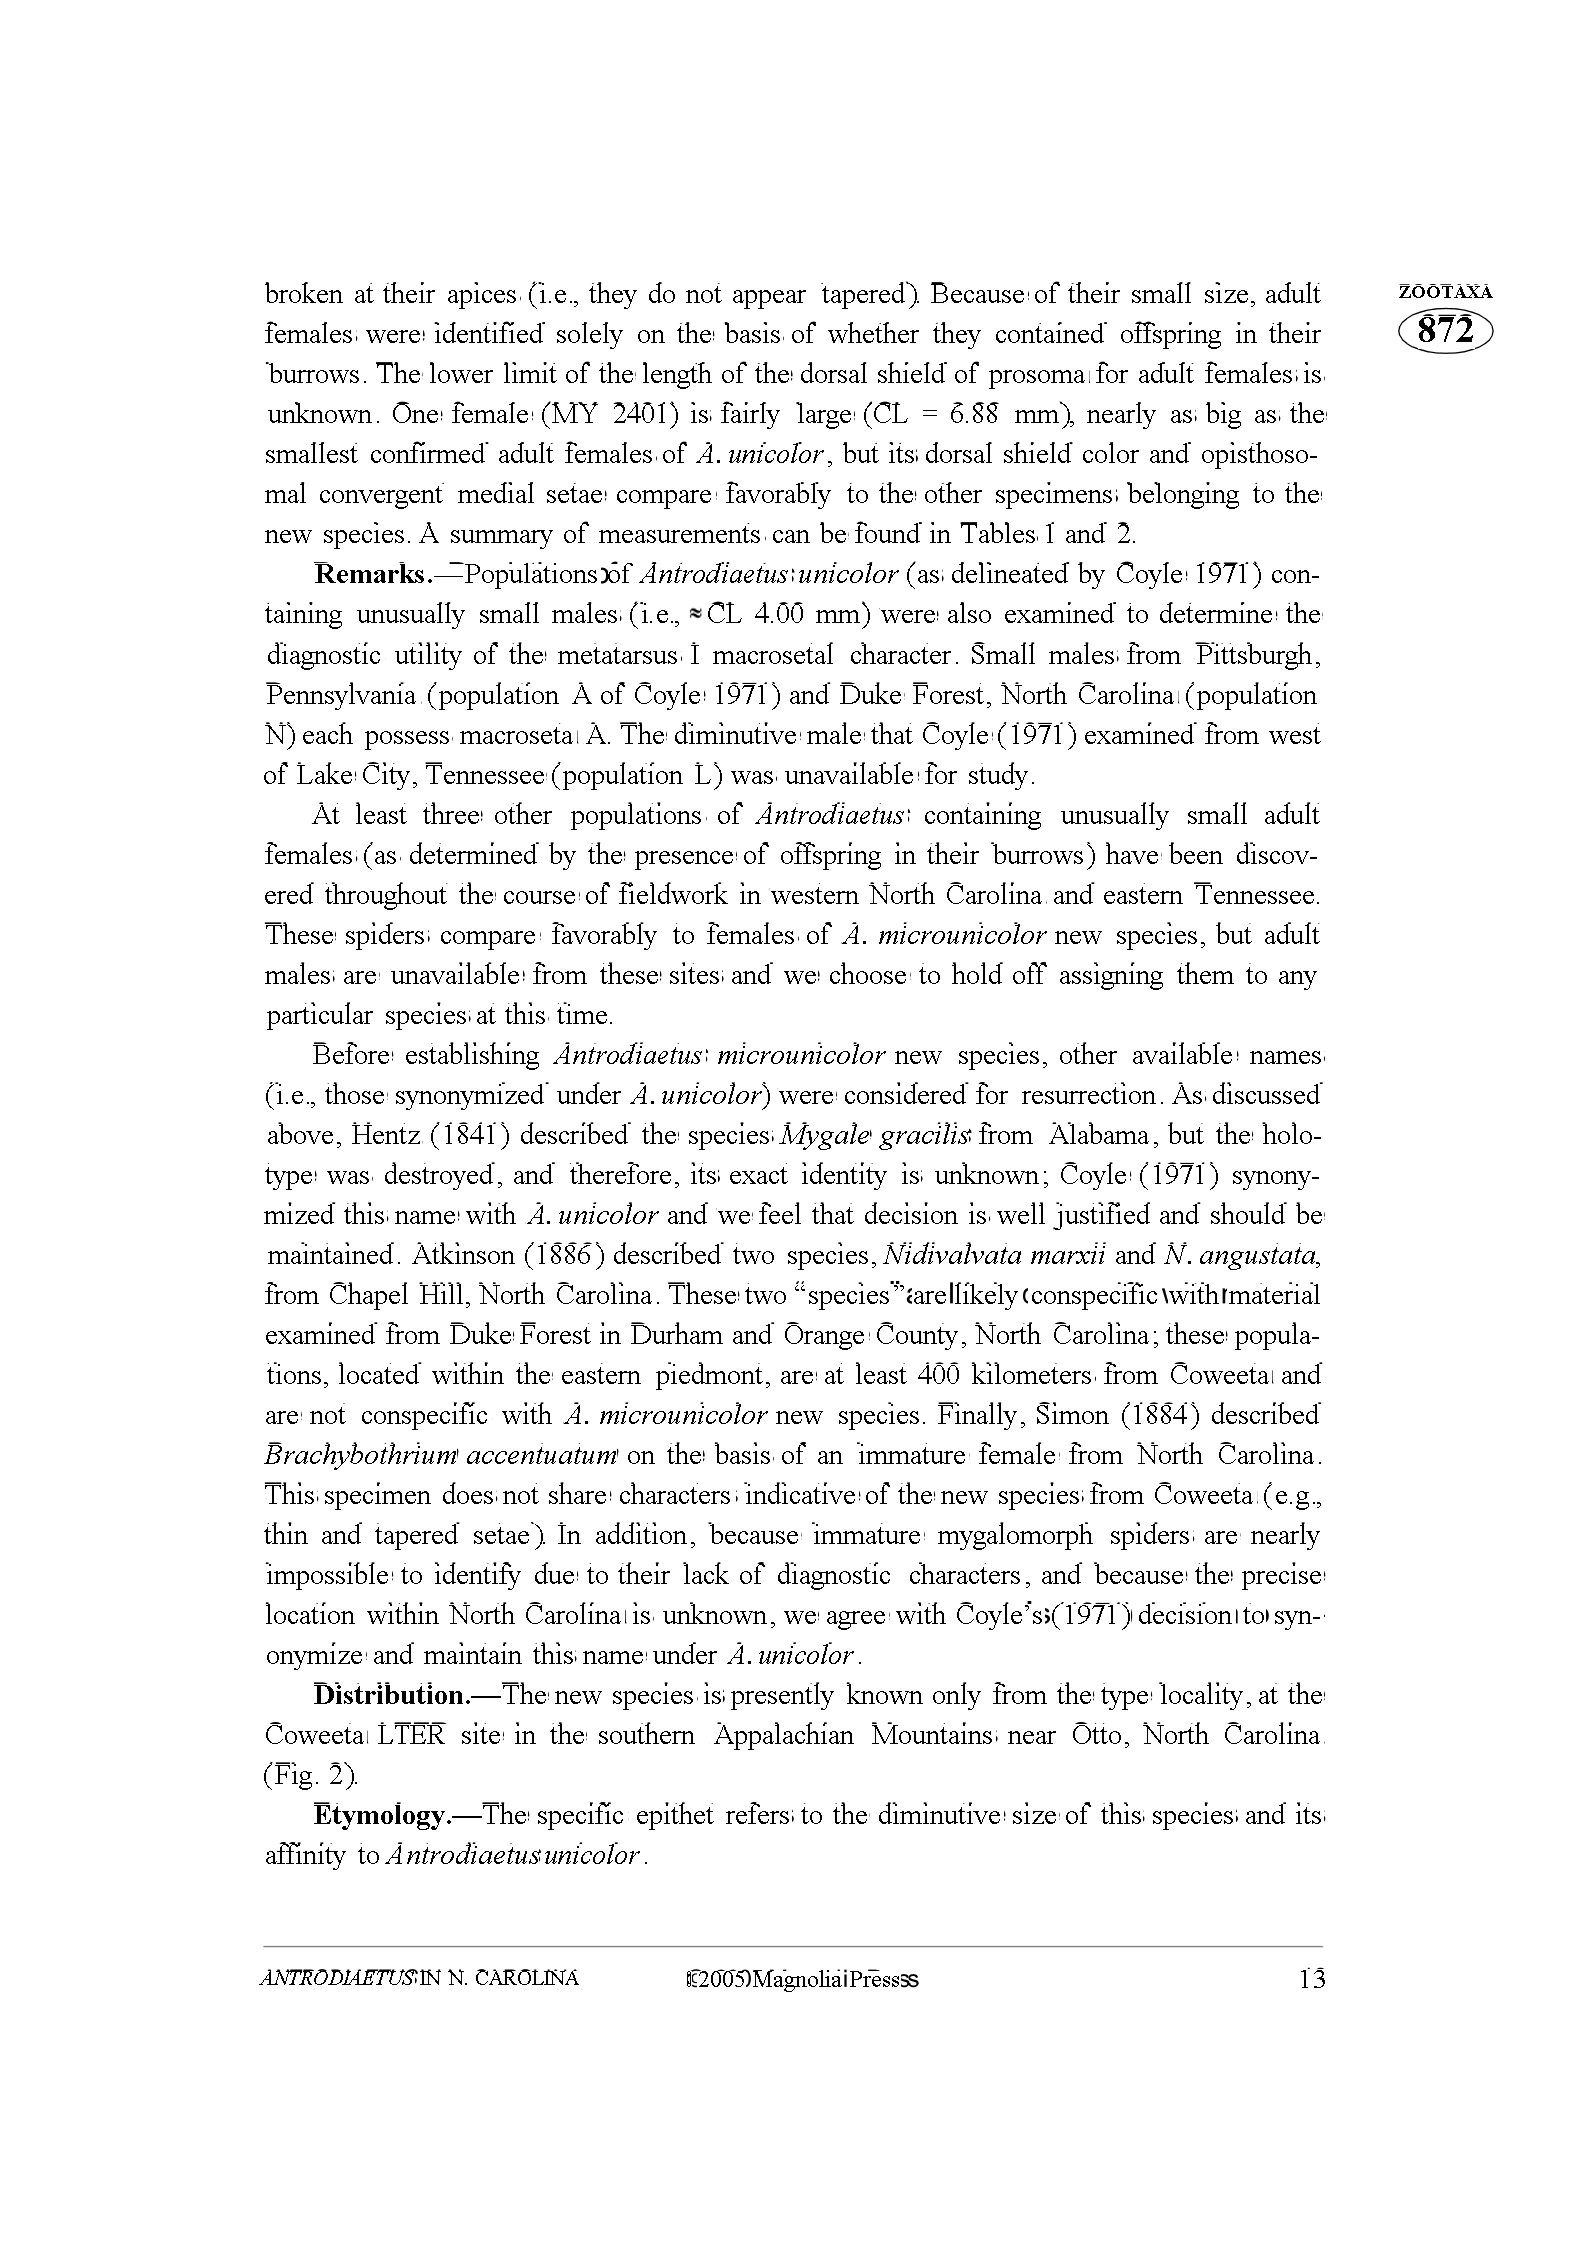 broken at their apices (i.e., they do not appear tapered). Because of their small size, adult
females were identified solely on the basis of whether they contained offspring in their
burrows. The lower limit of the length of the dorsal shield of prosoma for adult females is
unknown. One female (MY 2401) is fairly large (CL = 6.88 mm), nearly as big as the
smallest confirmed adult females of A. unicolor, but its dorsal shield color and opisthoso-
mal convergent medial setae compare favorably to the other specimens belonging to the
new species. A summary of measurements can be found in Tables 1 and 2.
Remarks.—Populations of Antrodiaetus unicolor (as delineated by Coyle 1971) con-
taining unusually small males (i.e., ≈ CL 4.00 mm) were also examined to determine the
diagnostic utility of the metatarsus I macrosetal character. Small males from Pittsburgh,
Pennsylvania (population A of Coyle 1971) and Duke Forest, North Carolina (population
N) each possess macroseta A. The diminutive male that Coyle (1971) examined from west
of Lake City, Tennessee (population L) was unavailable for study.
At least three other populations of Antrodiaetus containing unusually small adult
females (as determined by the presence of offspring in their burrows) have been discov-
ered throughout the course of fieldwork in western North Carolina and eastern Tennessee.
These spiders compare favorably to females of A. microunicolor new species, but adult
males are unavailable from these sites and we choose to hold off assigning them to any
particular species at this time.
Before establishing Antrodiaetus microunicolor new species, other available names
(i.e., those synonymized under A. unicolor) were considered for resurrection. As discussed
above, Hentz (1841) described the species Mygale gracilis from Alabama, but the holo-
type was destroyed, and therefore, its exact identity is unknown; Coyle (1971) synony-
mized this name with A. unicolor and we feel that decision is well justified and should be
maintained. Atkinson (1886) described two species, Nidivalvata marxii and N. angustata,
from Chapel Hill, North Carolina. These two “species” are likely conspecific with material
examined from Duke Forest in Durham and Orange County, North Carolina; these popula-
tions, located within the eastern piedmont, are at least 400 kilometers from Coweeta and
are not conspecific with A. microunicolor new species. Finally, Simon (1884) described
Brachybothrium accentuatum on the basis of an immature female from North Carolina.
This specimen does not share characters indicative of the new species from Coweeta (e.g.,
thin and tapered setae). In addition, because immature mygalomorph spiders are nearly
impossible to identify due to their lack of diagnostic characters, and because the precise
location within North Carolina is unknown, we agree with Coyle’s (1971) decision to syn-
onymize and maintain this name under A. unicolor.
Distribution.—The new species is presently known only from the type locality, at the
Coweeta LTER site in the southern Appalachian Mountains near Otto, North Carolina
(Fig. 2).
Etymology.—The specific epithet refers to the diminutive size of this species and its
affinity to Antrodiaetus unicolor.
ZOOTAXA
872
ANTRODIAETUS IN N. CAROLINA
© 2005 Magnolia Press
13